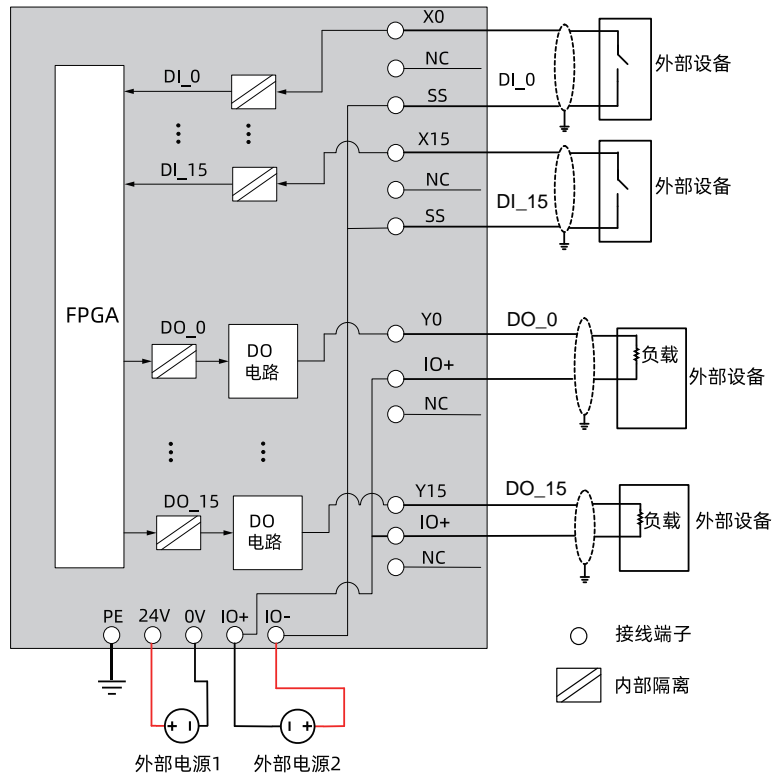 X0
NC
DI_0
SS
DI_0
外部设备
X15
DI_15
NC
DI_15
SS
外部设备
FPGA
DO_0
DO
电路
Y0
DO_0
IO+
NC
负载
外部设备
DO_15
DO
电路
Y15
DO_15
IO+
NC
负载
外部设备
PE
24V
0V
IO+
IO-
接线端子
内部隔离
+
-
-
+
外部电源1
外部电源2